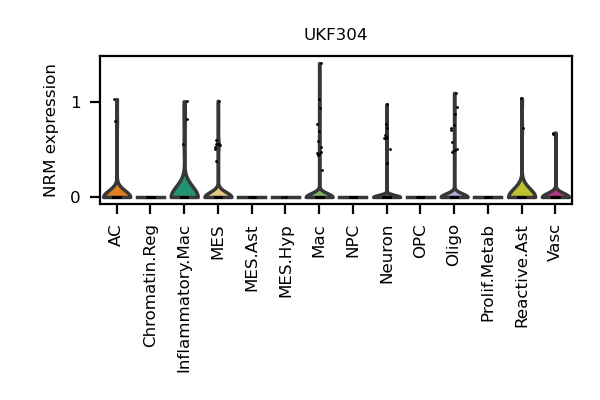 UKF304
NRM expression
1
0
AC
Chromatin.Reg
Inflammatory.Mac
MES
MES.Ast
MES.Hyp
Mac
NPC
Neuron
OPC
Oligo
Prolif.Metab
Reactive.Ast
Vasc